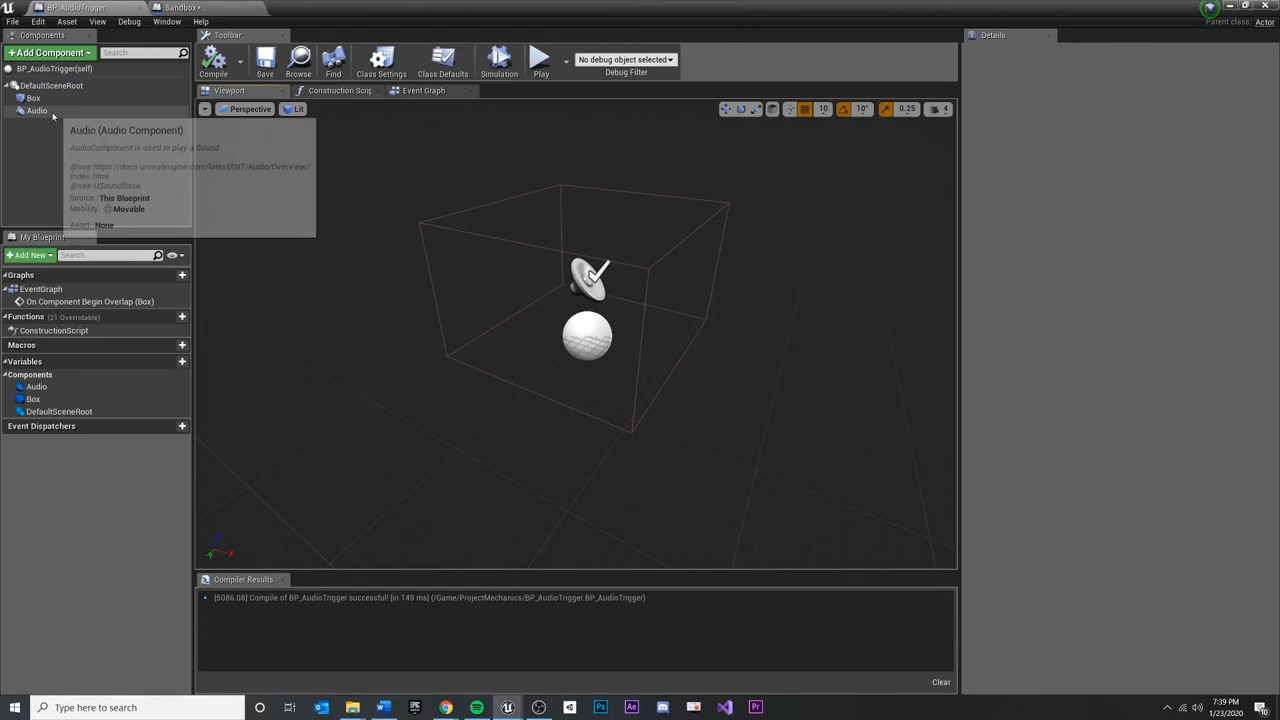 BP_AudioTrigger
Sandbox*
File Edit Asset View Debug Window Help
Parent class: Actor
Components
+Add Component
Search
BP_AudioTrigger(self)
DefaultSceneRoot
Box
Audio
Audio (Audio Component)
AudioComponent is used to play a Sound
@see https://docs.unrealengine.com/latest/INT/Audio/Overview/
index.html
@see USoundBase
Source This Blueprint
Mobility Movable
Asset None
My Blueprint
+Add New
Search
Graphs
EventGraph
On Component Begin Overlap (Box)
Functions (21 Overridable)
ConstructionScript
Macros
Variables
Components
Audio
Box
DefaultSceneRoot
Event Dispatchers
Toolbar
Compile
Save
Browse
Find
Class Settings
Class Defaults
Simulation
Play
No debug object selected
Debug Filter
Viewport
Construction Scrip
Event Graph
Perspective
Lit
10
10°
0.25
4
Z
X
Y
Compiler Results
[5086.08] Compile of BP_AudioTrigger successful! [in 149 ms] (/Game/ProjectMechanics/BP_AudioTrigger.BP_AudioTrigger)
Clear
Details
Type here to search
7:39 PM
1/23/2020